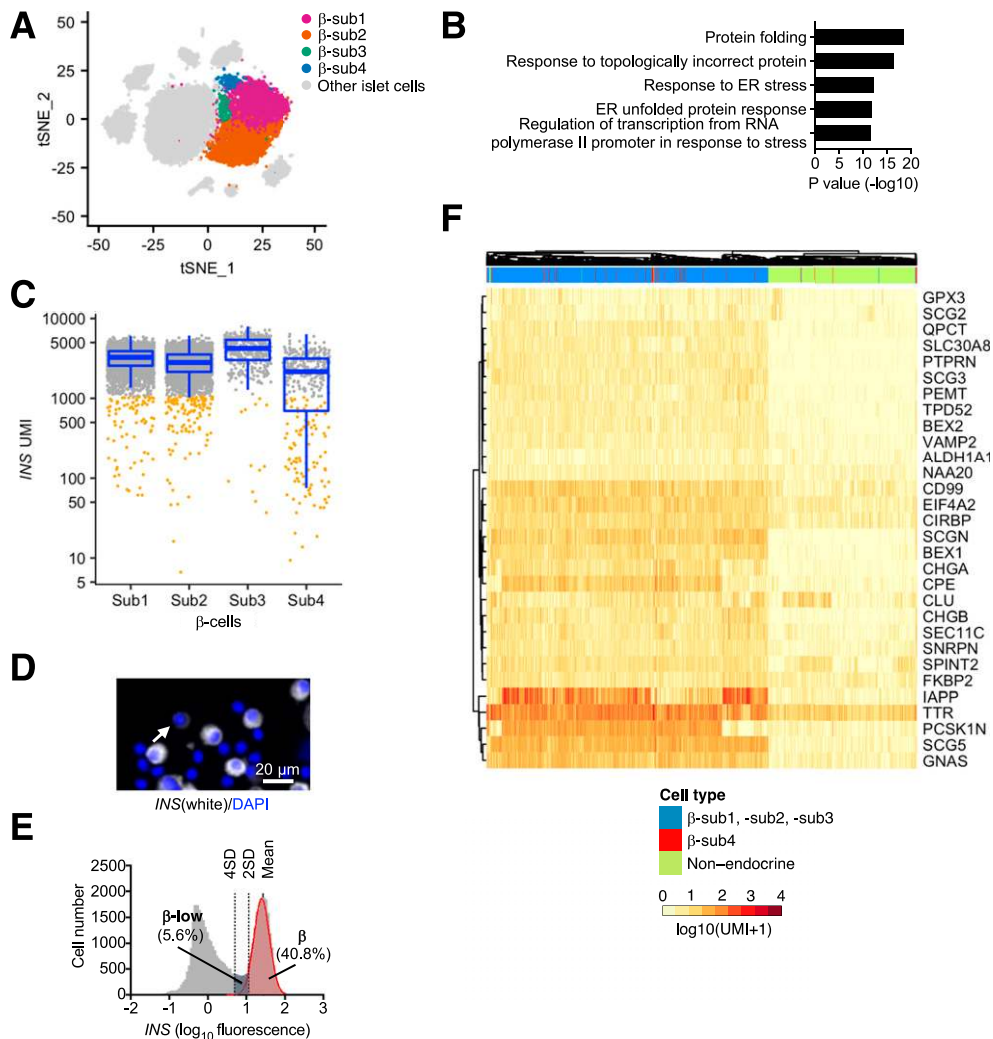 A
50
25
0
-25
-50
-50
-25
0
25
50
tSNE_2
tSNE_1
β-sub1
β-sub2
β-sub3
β-sub4
Other islet cells
B
Protein folding
Response to topologically incorrect protein
Response to ER stress
ER unfolded protein response
Regulation of transcription from RNA
polymerase II promoter in response to stress
0 5 10 15 20
P value (-log10)
C
10000
5000
1000
500
100
50
10
5
INS UMI
Sub1 Sub2 Sub3 Sub4
β-cells
D
20 µm
INS(white)/DAPI
E
2500
2000
1500
1000
500
0
Cell number
4SD
2SD
Mean
β-low
(5.6%)
β
(40.8%)
-2 -1 0 1 2 3
INS (log10 fluorescence)
F
GPX3
SCG2
QPCT
SLC30A8
PTPRN
SCG3
PEMT
TPD52
BEX2
VAMP2
ALDH1A1
NAA20
CD99
EIF4A2
CIRBP
SCGN
BEX1
CHGA
CPE
CLU
CHGB
SEC11C
SNRPN
SPINT2
FKBP2
IAPP
TTR
PCSK1N
SCG5
GNAS
Cell type
β-sub1, -sub2, -sub3
β-sub4
Non–endocrine
0 1 2 3 4
log10(UMI+1)